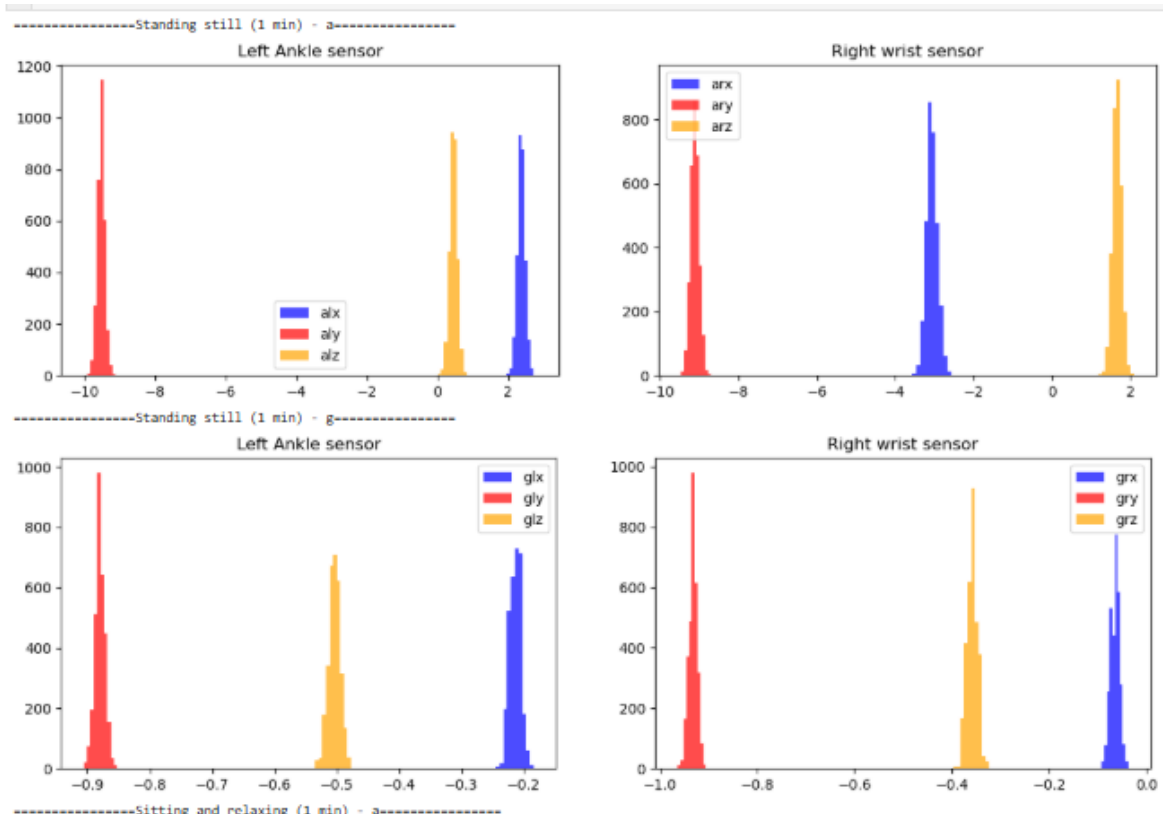 ================Standing still (1 min) - a================
Left Ankle sensor
1200
1000
800
600
400
200
0
alx
aly
alz
-10 -8 -6 -4 -2 0 2
Right wrist sensor
arx
ary
arz
800
600
400
200
0
-10 -8 -6 -4 -2 0 2
================Standing still (1 min) - g================
Left Ankle sensor
glx
gly
glz
1000
800
600
400
200
0
-0.9 -0.8 -0.7 -0.6 -0.5 -0.4 -0.3 -0.2
Right wrist sensor
grx
gry
grz
1000
800
600
400
200
0
-1.0 -0.8 -0.6 -0.4 -0.2 0.0
================Sitting and relaxing (1 min) - a================